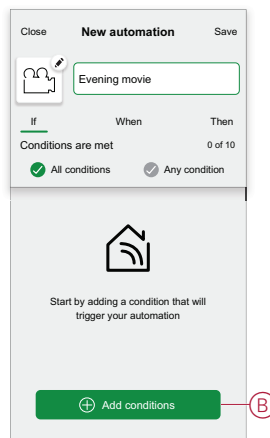 Close New automation Save
Evening movie
If When Then
Conditions are met 0 of 10
All conditions Any condition
Start by adding a condition that will
trigger your automation
Add conditions B